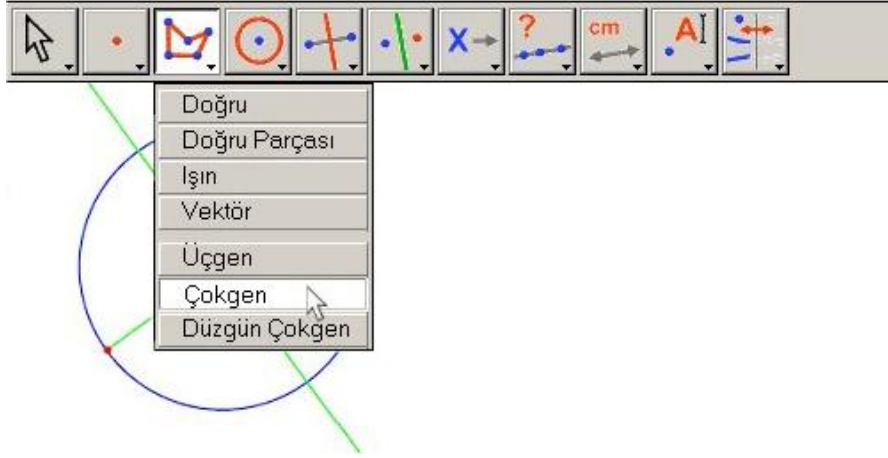 X
?
cm
A
Doğru
Doğru Parçası
Işın
Vektör
Üçgen
Çokgen
Düzgün Çokgen